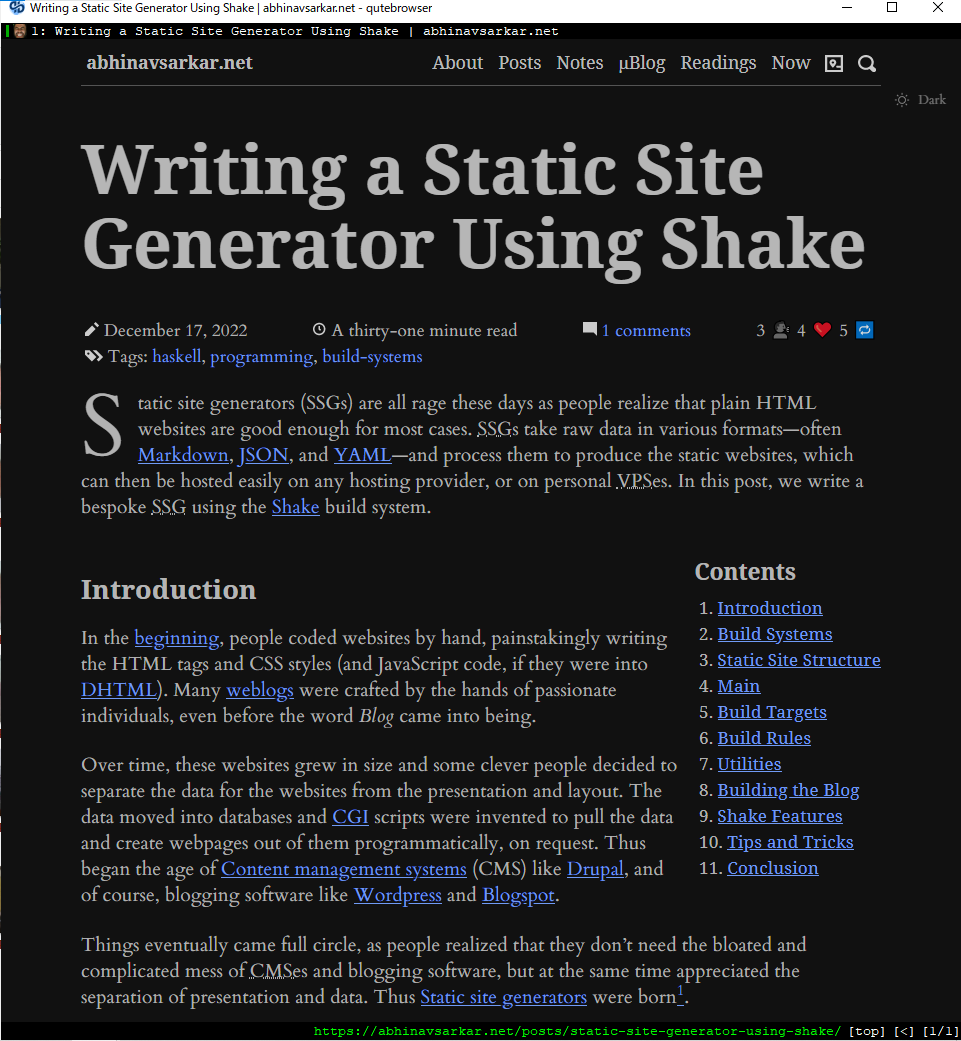 Writing a Static Site Generator Using Shake | abhinavsarkar.net - qutebrowser
1: Writing a Static Site Generator Using Shake | abhinavsarkar.net
abhinavsarkar.net About Posts Notes μBlog Readings Now
Dark
Writing a Static Site
Generator Using Shake
December 17, 2022 A thirty-one minute read 1 comments 3 4 5
Tags: haskell, programming, build-systems
Static site generators (SSGs) are all rage these days as people realize that plain HTML
websites are good enough for most cases. SSGs take raw data in various formats—often
Markdown, JSON, and YAML—and process them to produce the static websites, which
can then be hosted easily on any hosting provider, or on personal VPSes. In this post, we write a
bespoke SSG using the Shake build system.
Introduction
In the beginning, people coded websites by hand, painstakingly writing
the HTML tags and CSS styles (and JavaScript code, if they were into
DHTML). Many weblogs were crafted by the hands of passionate
individuals, even before the word Blog came into being.
Over time, these websites grew in size and some clever people decided to
separate the data for the websites from the presentation and layout. The
data moved into databases and CGI scripts were invented to pull the data
and create webpages out of them programmatically, on request. Thus
began the age of Content management systems (CMS) like Drupal, and
of course, blogging software like Wordpress and Blogspot.
Contents
1. Introduction
2. Build Systems
3. Static Site Structure
4. Main
5. Build Targets
6. Build Rules
7. Utilities
8. Building the Blog
9. Shake Features
10. Tips and Tricks
11. Conclusion
Things eventually came full circle, as people realized that they don't need the bloated and
complicated mess of CMSes and blogging software, but at the same time appreciated the
separation of presentation and data. Thus Static site generators were born1.
https://abhinavsarkar.net/posts/static-site-generator-using-shake/ [top] [<] [1/1]